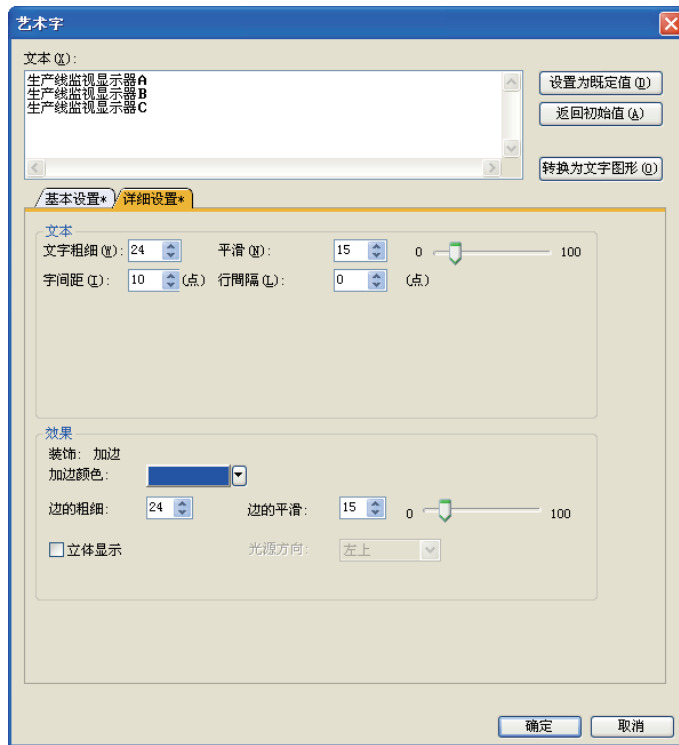 艺术字
文本(X):
生产线监视显示器A
生产线监视显示器B
生产线监视显示器C
设置为既定值(D)
返回初始值(A)
转换为文字图形(O)
基本设置* 详细设置*
文本
文字粗细(W): 24 平滑(N): 15 0 100
字间距(I): 10 (点) 行間隔(L): 0 (点)
效果
装饰: 加边
加边颜色:
边的粗细: 24 边的平滑: 15 0 100
立体显示 光源方向: 左上
确定 取消